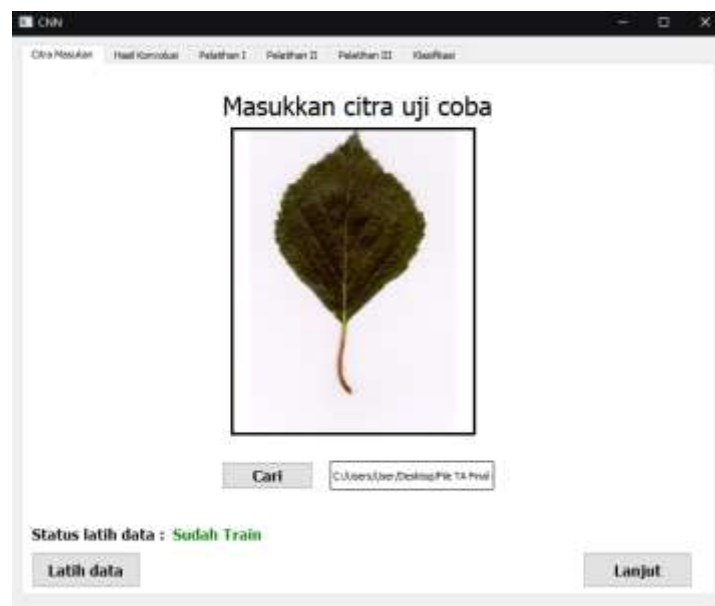 CNN
Citra Masukan Hasil Konvolusi Pelatihan I Pelatihan II Pelatihan III Klasifikasi
Masukkan citra uji coba
Cari C:/Users/User/Desktop/File TA Final
Status latih data : Sudah Train
Latih data Lanjut